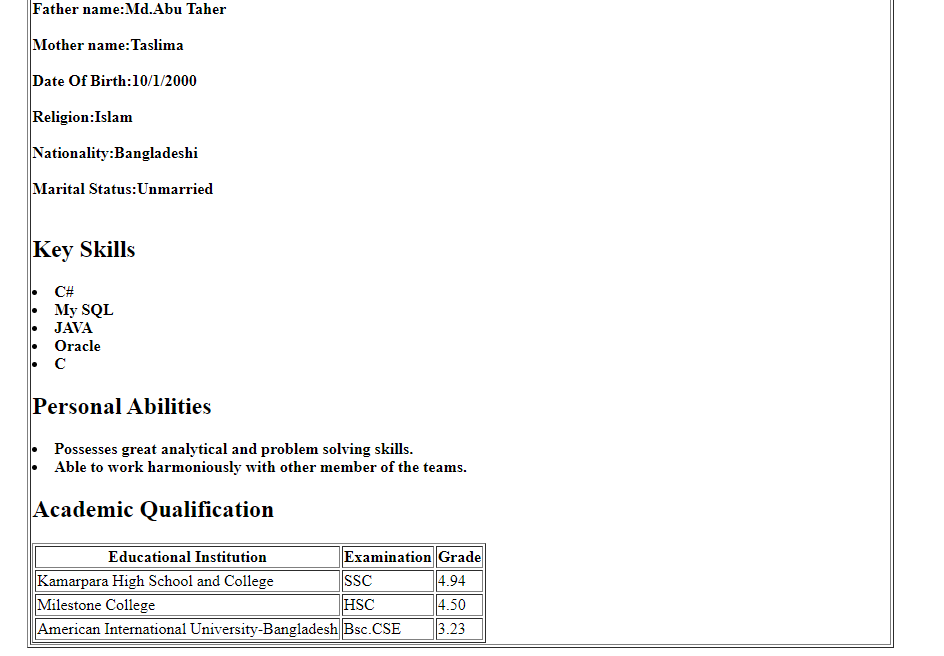 Father name:Md.Abu Taher
Mother name:Taslima
Date Of Birth:10/1/2000
Religion:Islam
Nationality:Bangladeshi
Marital Status:Unmarried
Key Skills
• C#
• My SQL
• JAVA
• Oracle
• C
Personal Abilities
• Possesses great analytical and problem solving skills.
• Able to work harmoniously with other member of the teams.
Academic Qualification
Educational Institution Examination Grade
Kamarpara High School and College SSC 4.94
Milestone College HSC 4.50
American International University-Bangladesh Bsc.CSE 3.23